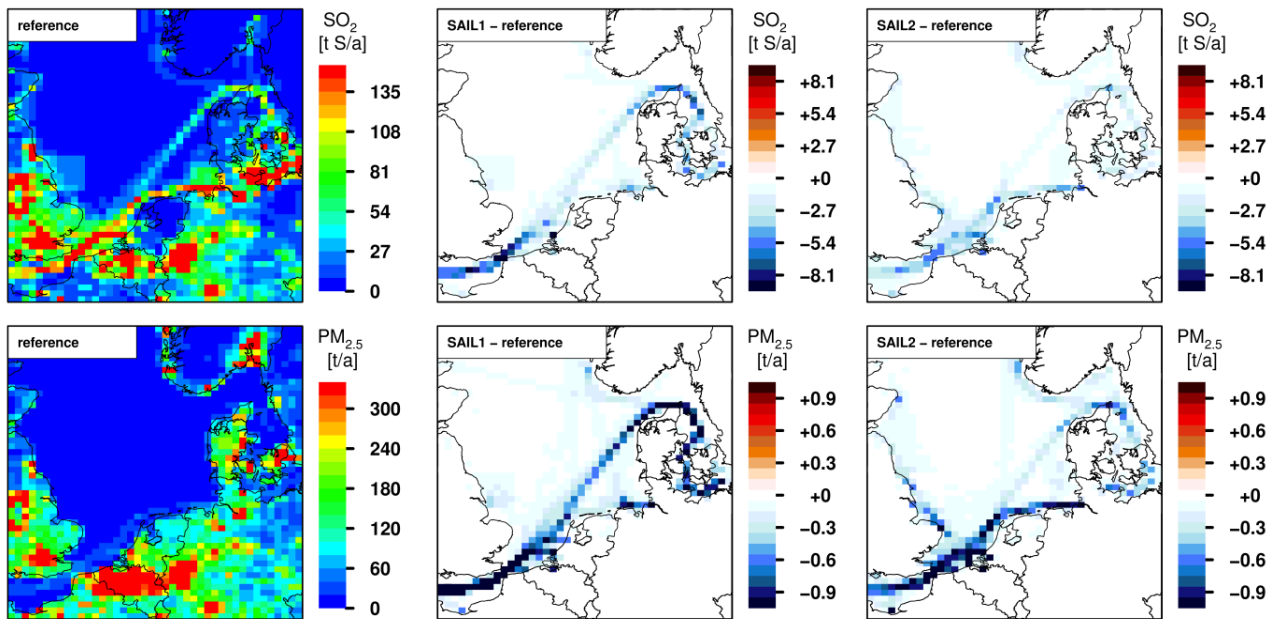 reference
SO2
[t S/a]
135
108
81
54
27
0
SAIL1 − reference
SO2
[t S/a]
+8.1
+5.4
+2.7
+0
−2.7
−5.4
−8.1
SAIL2 − reference
SO2
[t S/a]
+8.1
+5.4
+2.7
+0
−2.7
−5.4
−8.1
reference
PM2.5
[t/a]
300
240
180
120
60
0
SAIL1 − reference
PM2.5
[t/a]
+0.9
+0.6
+0.3
+0
−0.3
−0.6
−0.9
SAIL2 − reference
PM2.5
[t/a]
+0.9
+0.6
+0.3
+0
−0.3
−0.6
−0.9